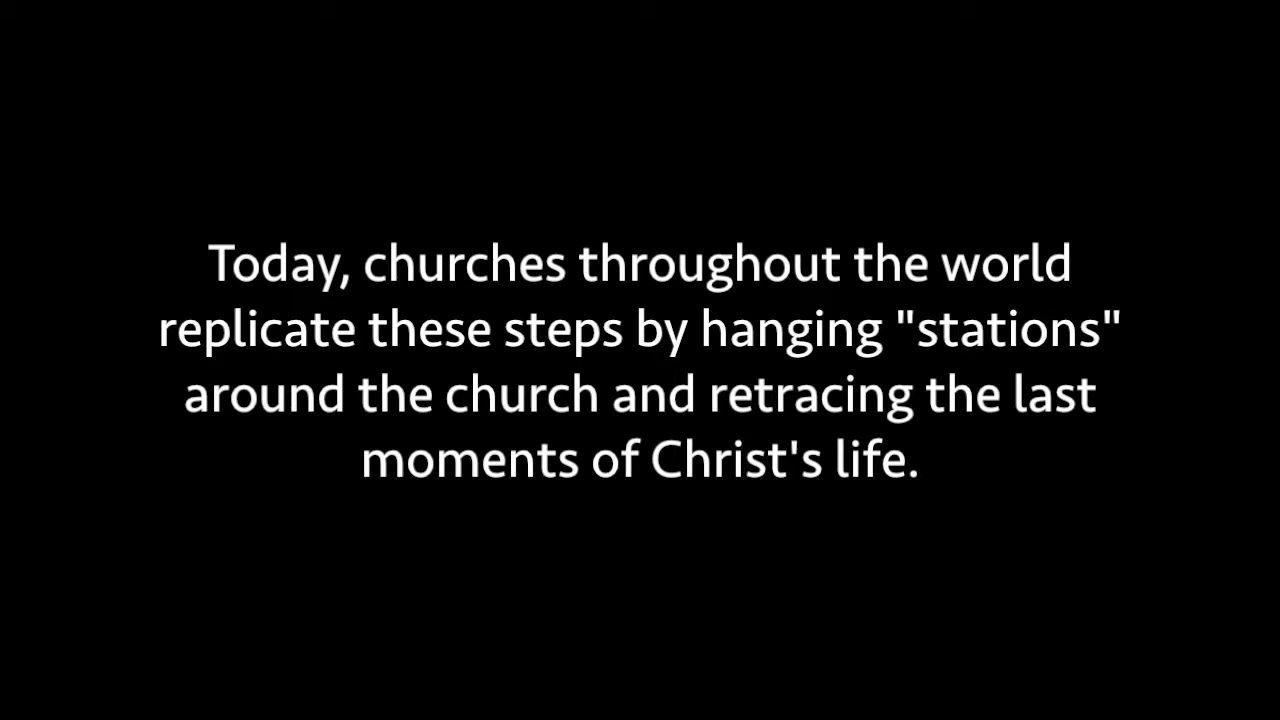 Today, churches throughout the world
replicate these steps by hanging "stations"
around the church and retracing the last
moments of Christ's life.